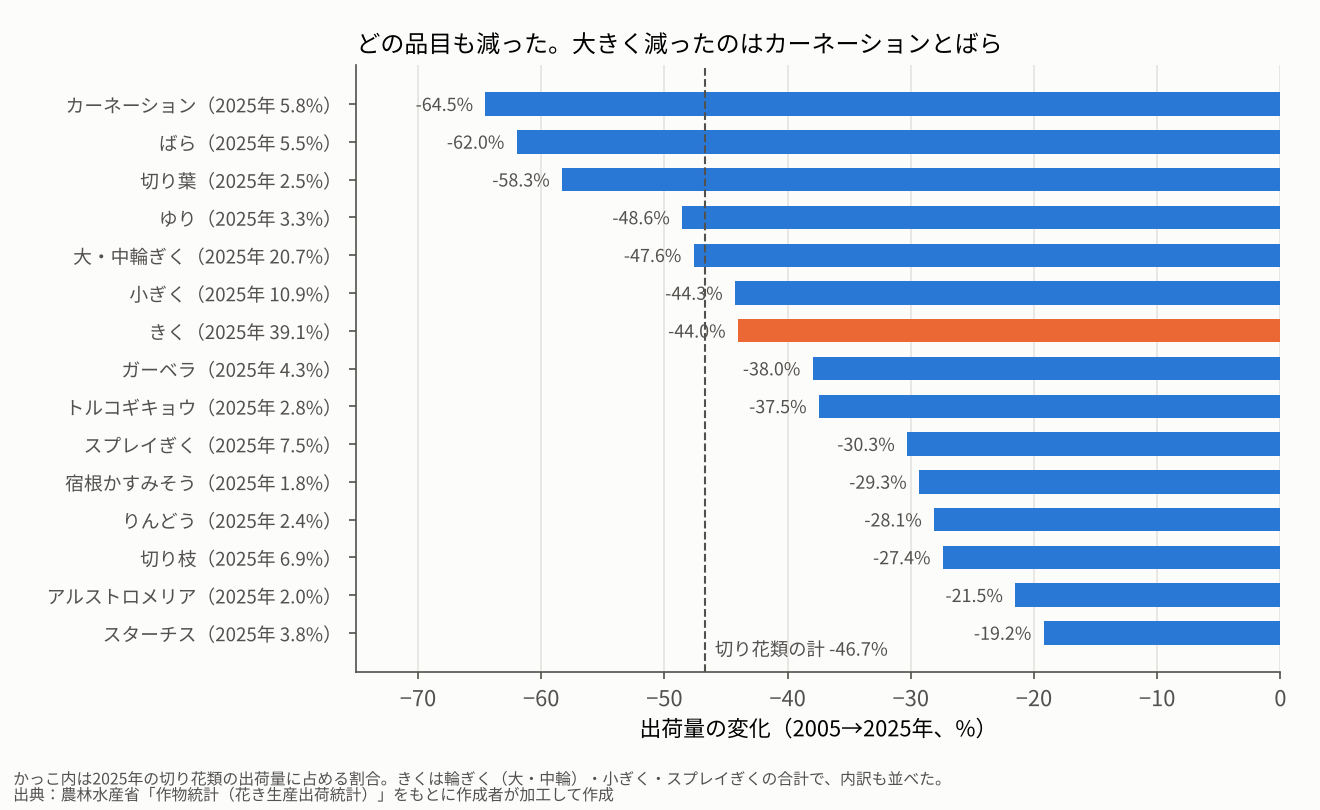 どの品目も減った。大きく減ったのはカーネーションとばら
カーネーション（2025年 5.8%） -64.5%
ばら（2025年 5.5%） -62.0%
切り葉（2025年 2.5%） -58.3%
ゆり（2025年 3.3%） -48.6%
大・中輪ぎく（2025年 20.7%） -47.6%
小ぎく（2025年 10.9%） -44.3%
きく（2025年 39.1%） -44.0%
ガーベラ（2025年 4.3%） -38.0%
トルコギキョウ（2025年 2.8%） -37.5%
スプレイぎく（2025年 7.5%） -30.3%
宿根かすみそう（2025年 1.8%） -29.3%
りんどう（2025年 2.4%） -28.1%
切り枝（2025年 6.9%） -27.4%
アルストロメリア（2025年 2.0%） -21.5%
スターチス（2025年 3.8%） -19.2%
切り花類の計 -46.7%
−70 −60 −50 −40 −30 −20 −10 0
出荷量の変化（2005→2025年、%）
かっこ内は2025年の切り花類の出荷量に占める割合。きくは輪ぎく（大・中輪）・小ぎく・スプレイぎくの合計で、内訳も並べた。
出典：農林水産省「作物統計（花き生産出荷統計）」をもとに作成者が加工して作成